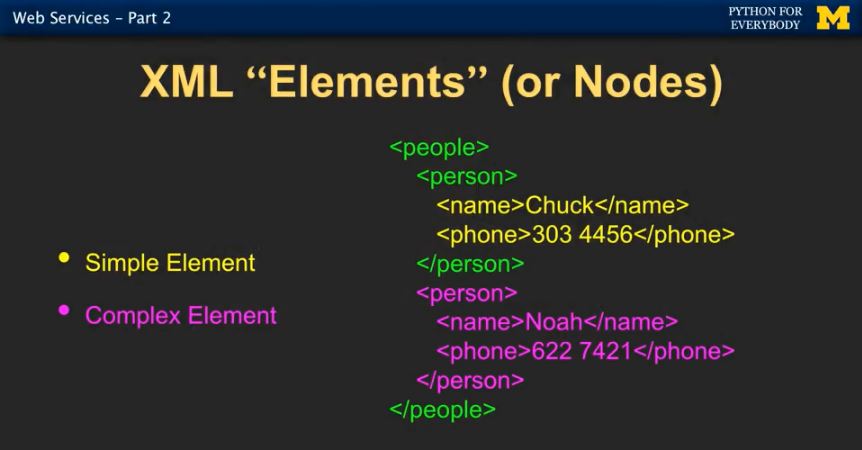 Web Services – Part 2
PYTHON FOR
EVERYBODY
M
XML “Elements” (or Nodes)
<people>
<person>
<name>Chuck</name>
<phone>303 4456</phone>
</person>
<person>
<name>Noah</name>
<phone>622 7421</phone>
</person>
</people>
• Simple Element
• Complex Element